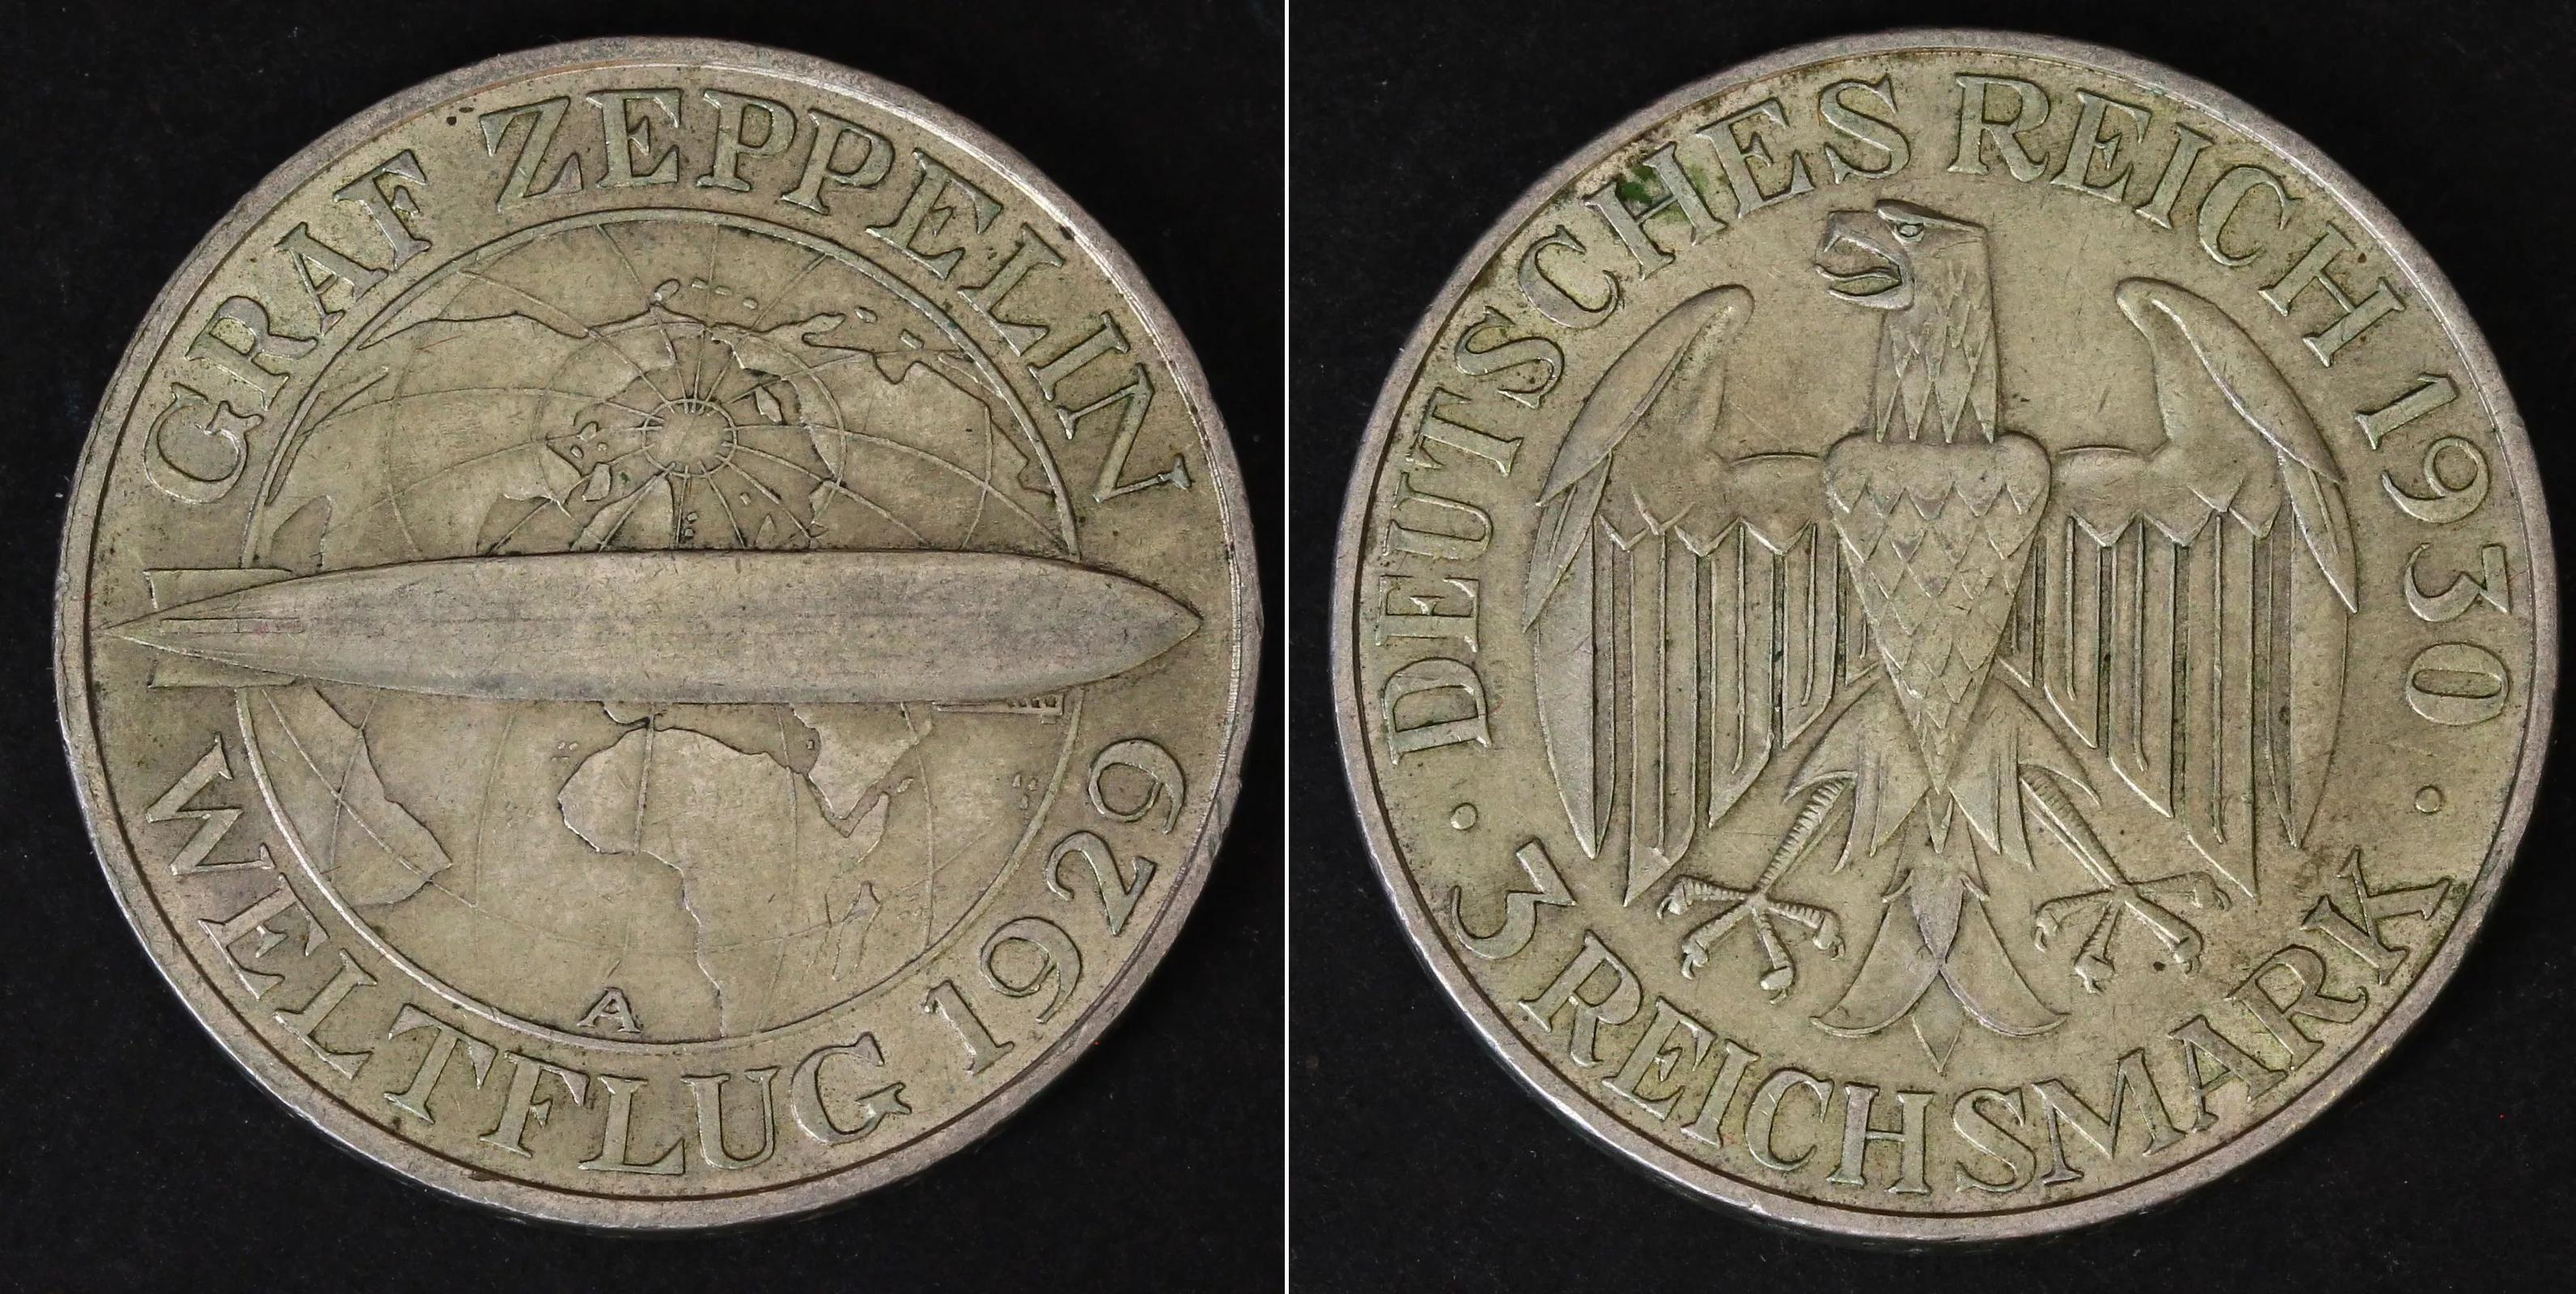 GRAF ZEPPELIN
WELTFLUG 1929
A
DEUTSCHES REICH 1930
· 3 REICHSMARK ·